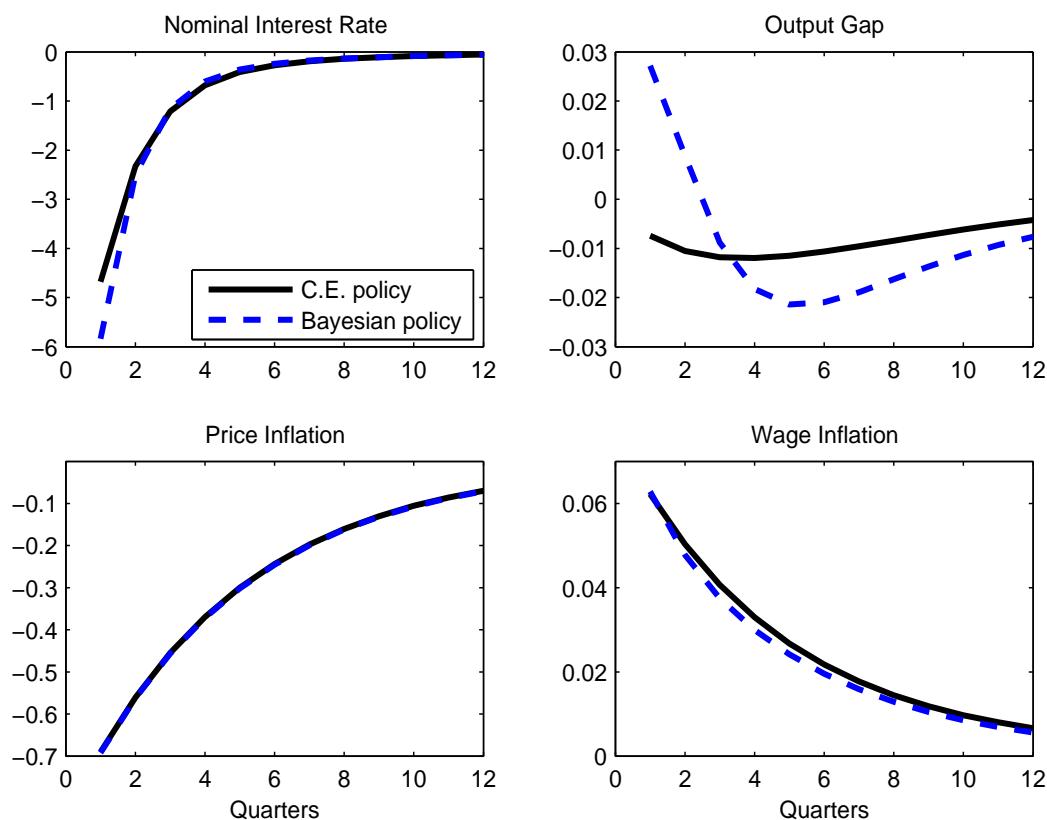 Nominal Interest Rate
0
−1
−2
−3
−4
−5
−6
0 2 4 6 8 10 12
C.E. policy
Bayesian policy
Output Gap
0.03
0.02
0.01
0
−0.01
−0.02
−0.03
0 2 4 6 8 10 12
Price Inflation
−0.1
−0.2
−0.3
−0.4
−0.5
−0.6
−0.7
0 2 4 6 8 10 12
Quarters
Wage Inflation
0.06
0.04
0.02
0
0 2 4 6 8 10 12
Quarters